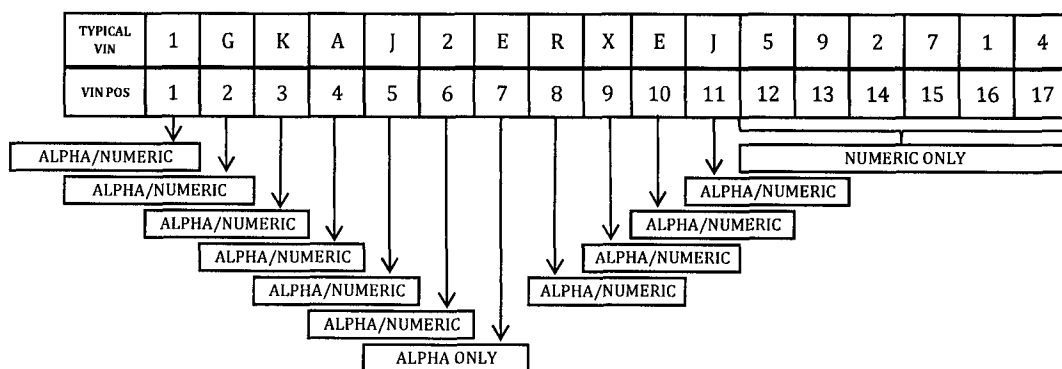 TYPICAL VIN 1 G K A J 2 E R X E J 5 9 2 7 1 4
VIN POS 1 2 3 4 5 6 7 8 9 10 11 12 13 14 15 16 17
ALPHA/NUMERIC NUMERIC ONLY
ALPHA/NUMERIC ALPHA/NUMERIC
ALPHA/NUMERIC ALPHA/NUMERIC
ALPHA/NUMERIC ALPHA/NUMERIC
ALPHA/NUMERIC ALPHA/NUMERIC
ALPHA/NUMERIC
ALPHA ONLY